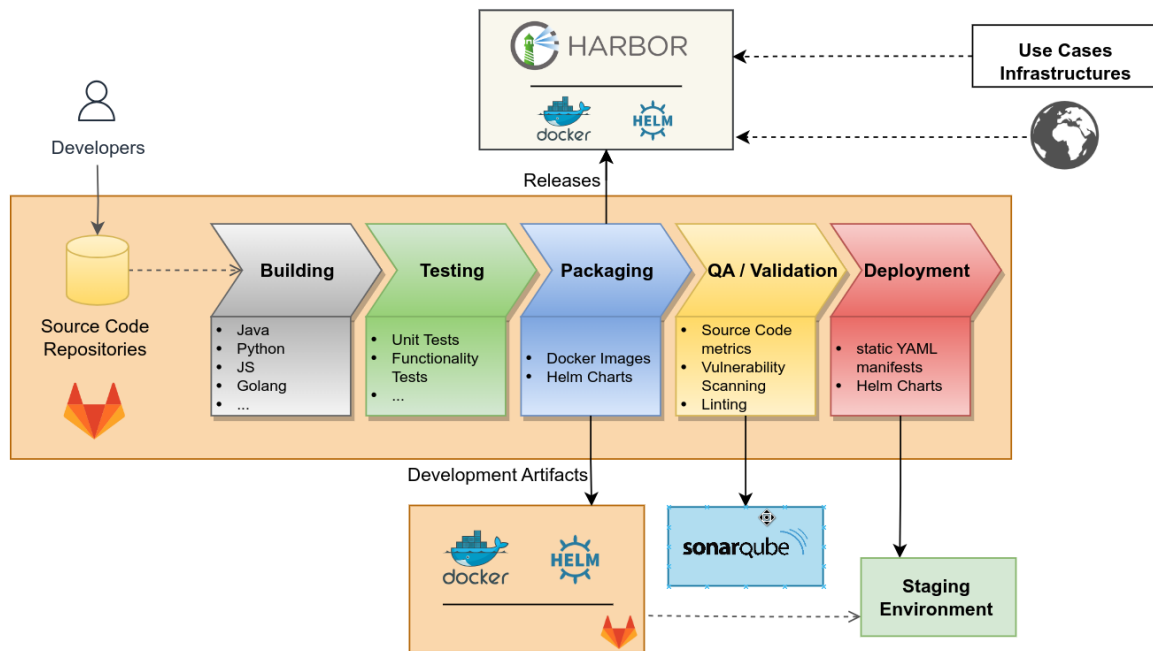 HARBOR
docker
HELM
Use Cases
Infrastructures
Developers
Releases
Source Code
Repositories
Building
Java
Python
JS
Golang
...
Testing
Unit Tests
Functionality
Tests
...
Packaging
Docker Images
Helm Charts
QA / Validation
Source Code
metrics
Vulnerability
Scanning
Linting
Deployment
static YAML
manifests
Helm Charts
Development Artifacts
docker
HELM
sonarqube
Staging
Environment